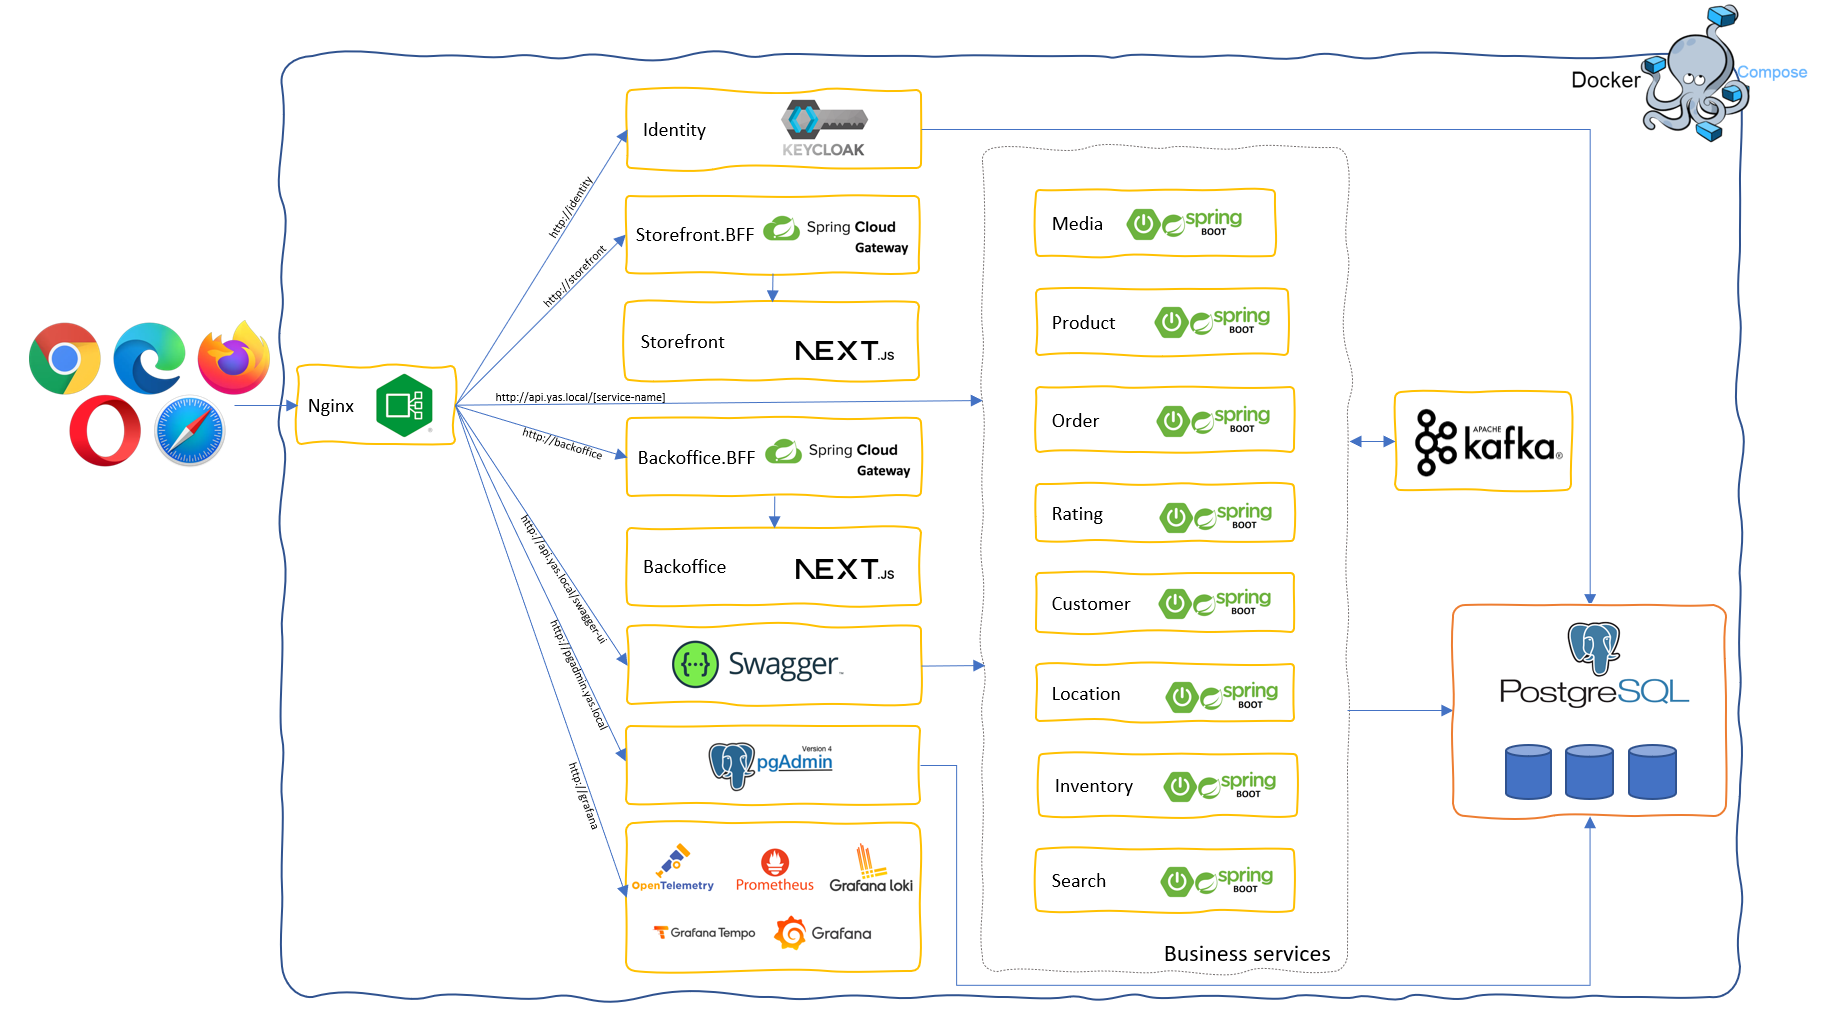 Docker
Compose
Identity
KEYCLOAK
http://identity
Storefront.BFF
Spring Cloud
Gateway
http://storefront
Storefront
NEXT.JS
Nginx
®
http://api.yas.local/[service-name]
http://backoffice
Backoffice.BFF
Spring Cloud
Gateway
Backoffice
NEXT.JS
http://api.yas.local/swagger-ui
Swagger™
http://pgadmin.yas.local
Version 4
pgAdmin
http://grafana
OpenTelemetry
Prometheus
Grafana loki
Grafana Tempo
Grafana
Media
spring
BOOT
Product
spring
BOOT
Order
spring
BOOT
Rating
spring
BOOT
Customer
spring
BOOT
Location
spring
BOOT
Inventory
spring
BOOT
Search
spring
BOOT
Business services
APACHE
kafka®
PostgreSQL